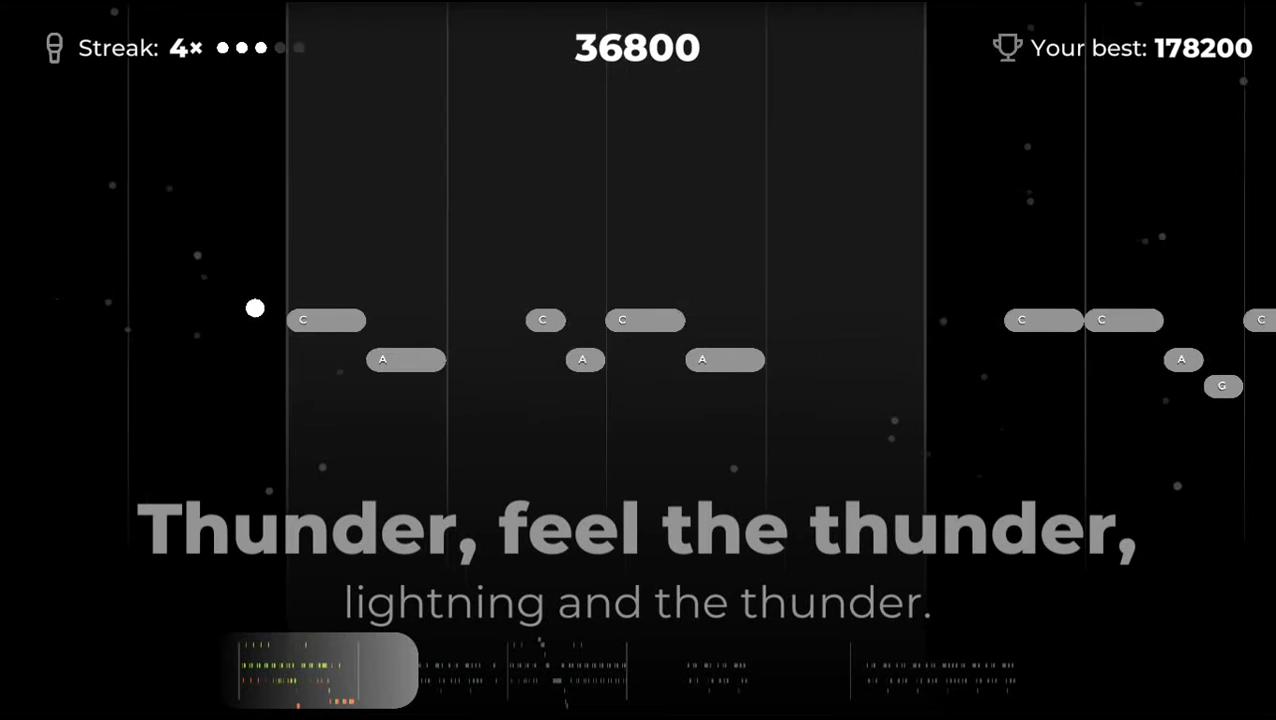 Streak: 4× 36800 Your best: 178200
C C C C C C
A A A A
G
Thunder, feel the thunder,
lightning and the thunder.